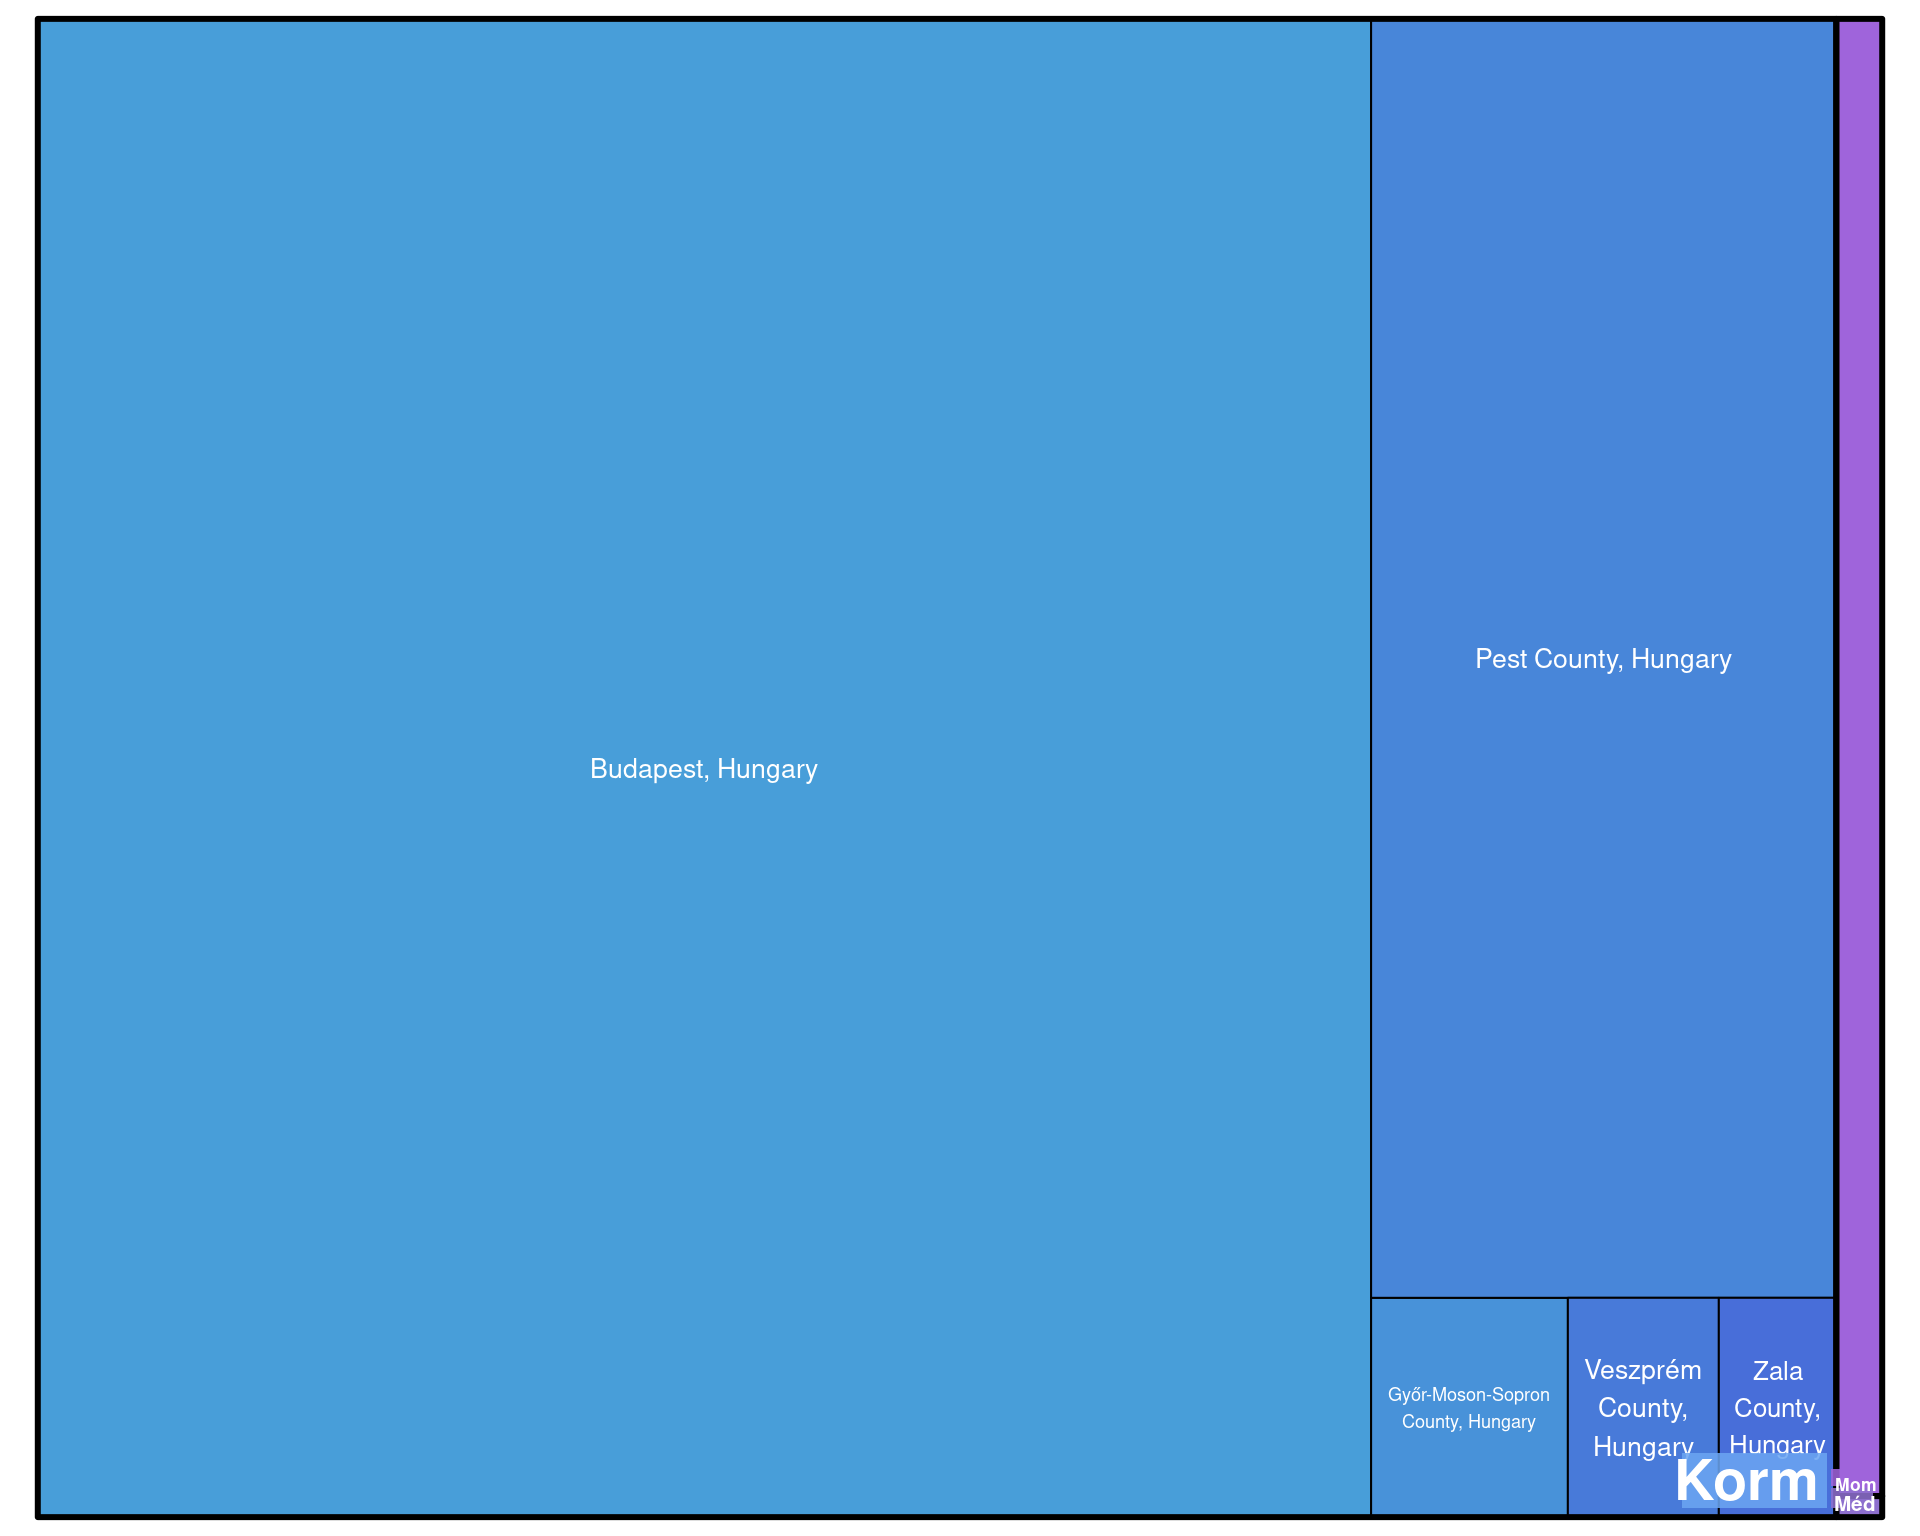 Budapest, Hungary
Pest County, Hungary
Győr-Moson-Sopron
County, Hungary
Veszprém
County,
Hungary
Zala
County,
Hungary
Korm
Mom
Méd